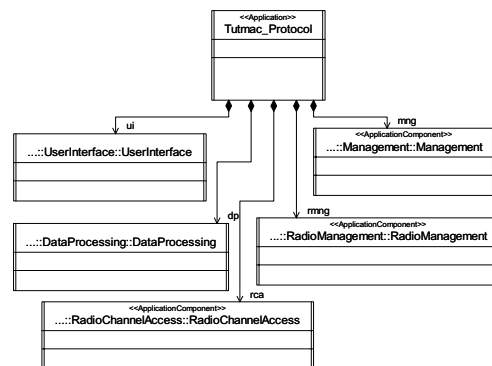 <<Application>>
Tutmac_Protocol
ui
mng
...::UserInterface::UserInterface
<<ApplicationComponent>>
...::Management::Management
dp
rmng
...::DataProcessing::DataProcessing
<<ApplicationComponent>>
...::RadioManagement::RadioManagement
rca
<<ApplicationComponent>>
...::RadioChannelAccess::RadioChannelAccess